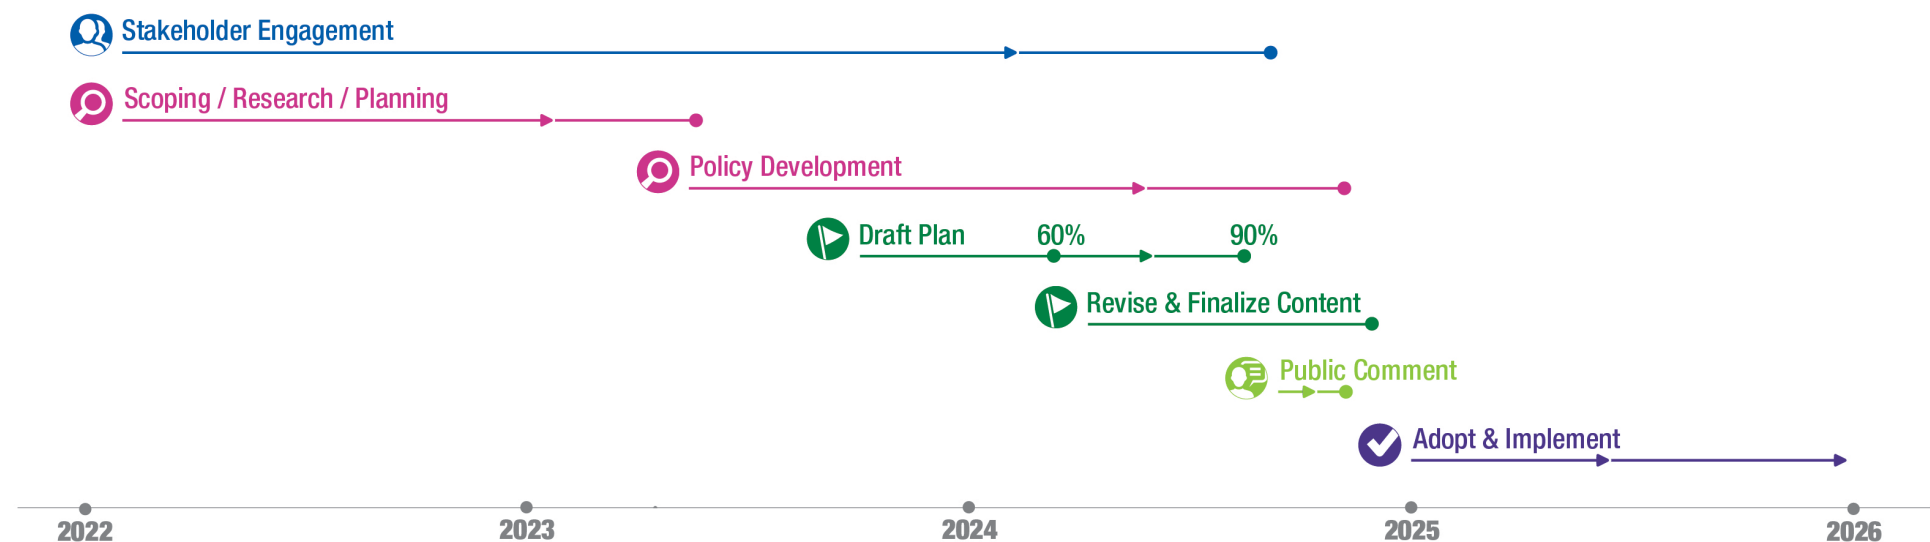 Stakeholder Engagement
Scoping / Research / Planning
Policy Development
Draft Plan 60% 90%
Revise & Finalize Content
Public Comment
Adopt & Implement
2022 2023 2024 2025 2026